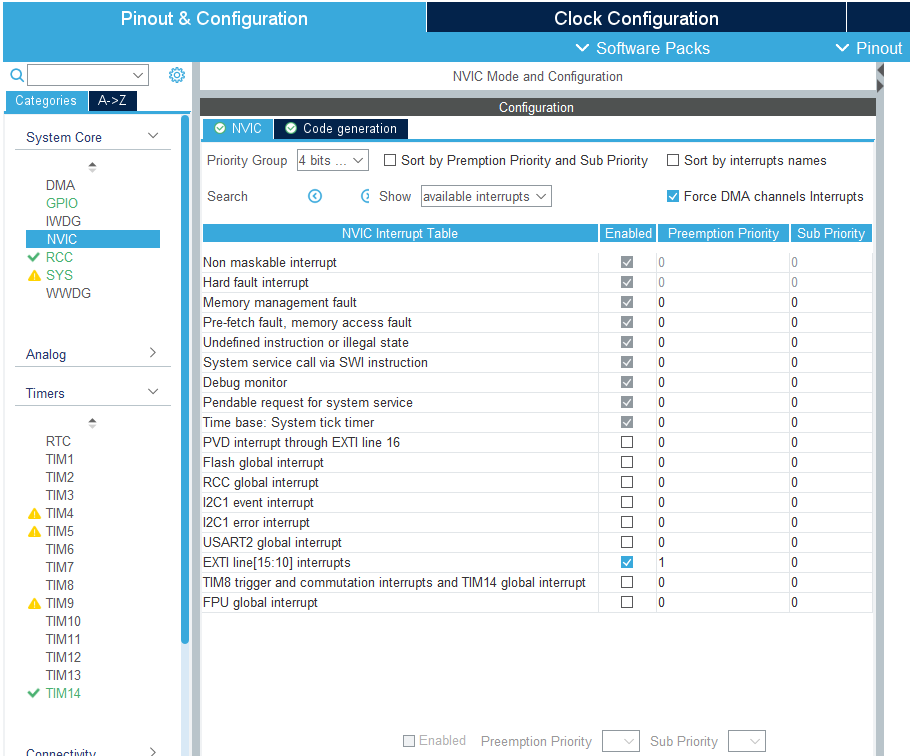 Pinout & Configuration
Clock Configuration
Software Packs
Pinout
Categories
A->Z
System Core
DMA
GPIO
IWDG
NVIC
RCC
SYS
WWDG
Analog
Timers
RTC
TIM1
TIM2
TIM3
TIM4
TIM5
TIM6
TIM7
TIM8
TIM9
TIM10
TIM11
TIM12
TIM13
TIM14
Connectivity
NVIC Mode and Configuration
Configuration
NVIC
Code generation
Priority Group 4 bits ... Sort by Premption Priority and Sub Priority Sort by interrupts names
Search Show available interrupts Force DMA channels Interrupts
NVIC Interrupt Table Enabled Preemption Priority Sub Priority
Non maskable interrupt 0 0
Hard fault interrupt 0 0
Memory management fault 0 0
Pre-fetch fault, memory access fault 0 0
Undefined instruction or illegal state 0 0
System service call via SWI instruction 0 0
Debug monitor 0 0
Pendable request for system service 0 0
Time base: System tick timer 0 0
PVD interrupt through EXTI line 16 0 0
Flash global interrupt 0 0
RCC global interrupt 0 0
I2C1 event interrupt 0 0
I2C1 error interrupt 0 0
USART2 global interrupt 0 0
EXTI line[15:10] interrupts 1 0
TIM8 trigger and commutation interrupts and TIM14 global interrupt 0 0
FPU global interrupt 0 0
Enabled Preemption Priority Sub Priority